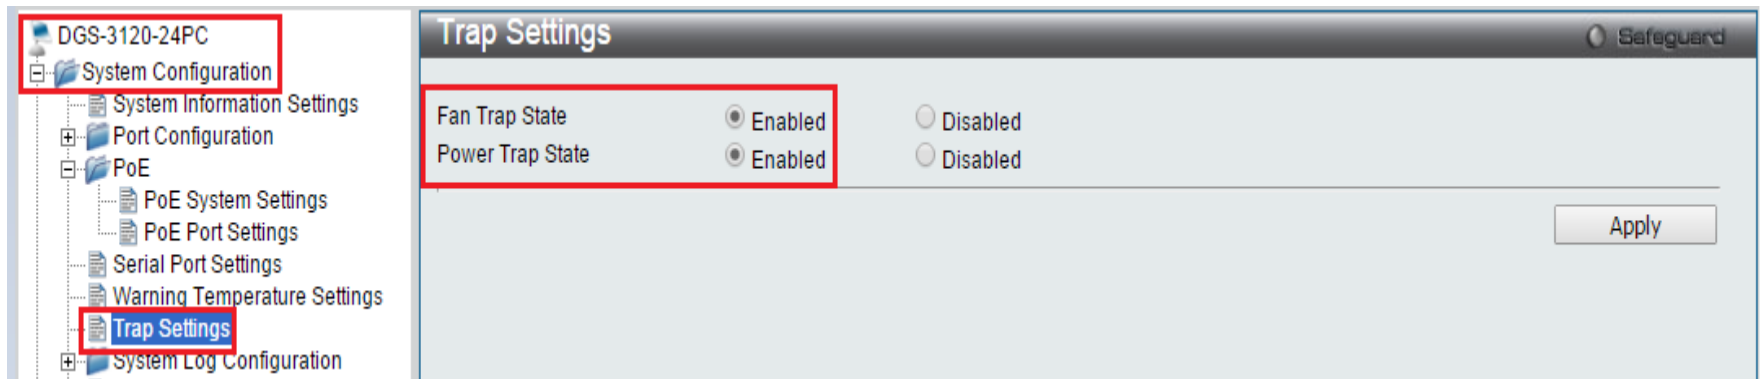 DGS-3120-24PC
System Configuration
System Information Settings
Port Configuration
PoE
PoE System Settings
PoE Port Settings
Serial Port Settings
Warning Temperature Settings
Trap Settings
System Log Configuration
Trap Settings
Safeguard
Fan Trap State Enabled Disabled
Power Trap State Enabled Disabled
Apply